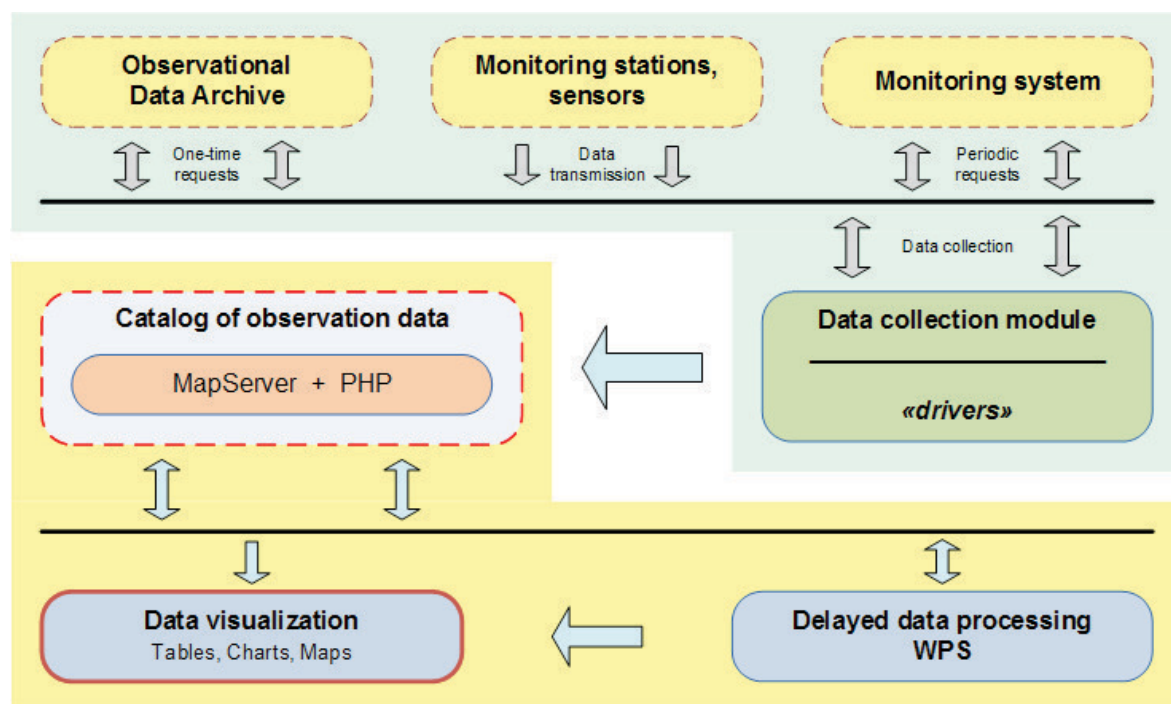 Observational
Data Archive
Monitoring stations,
sensors
Monitoring system
One-time
requests
Data
transmission
Periodic
requests
Data collection
Catalog of observation data
MapServer + PHP
Data collection module
«drivers»
Data visualization
Tables, Charts, Maps
Delayed data processing
WPS